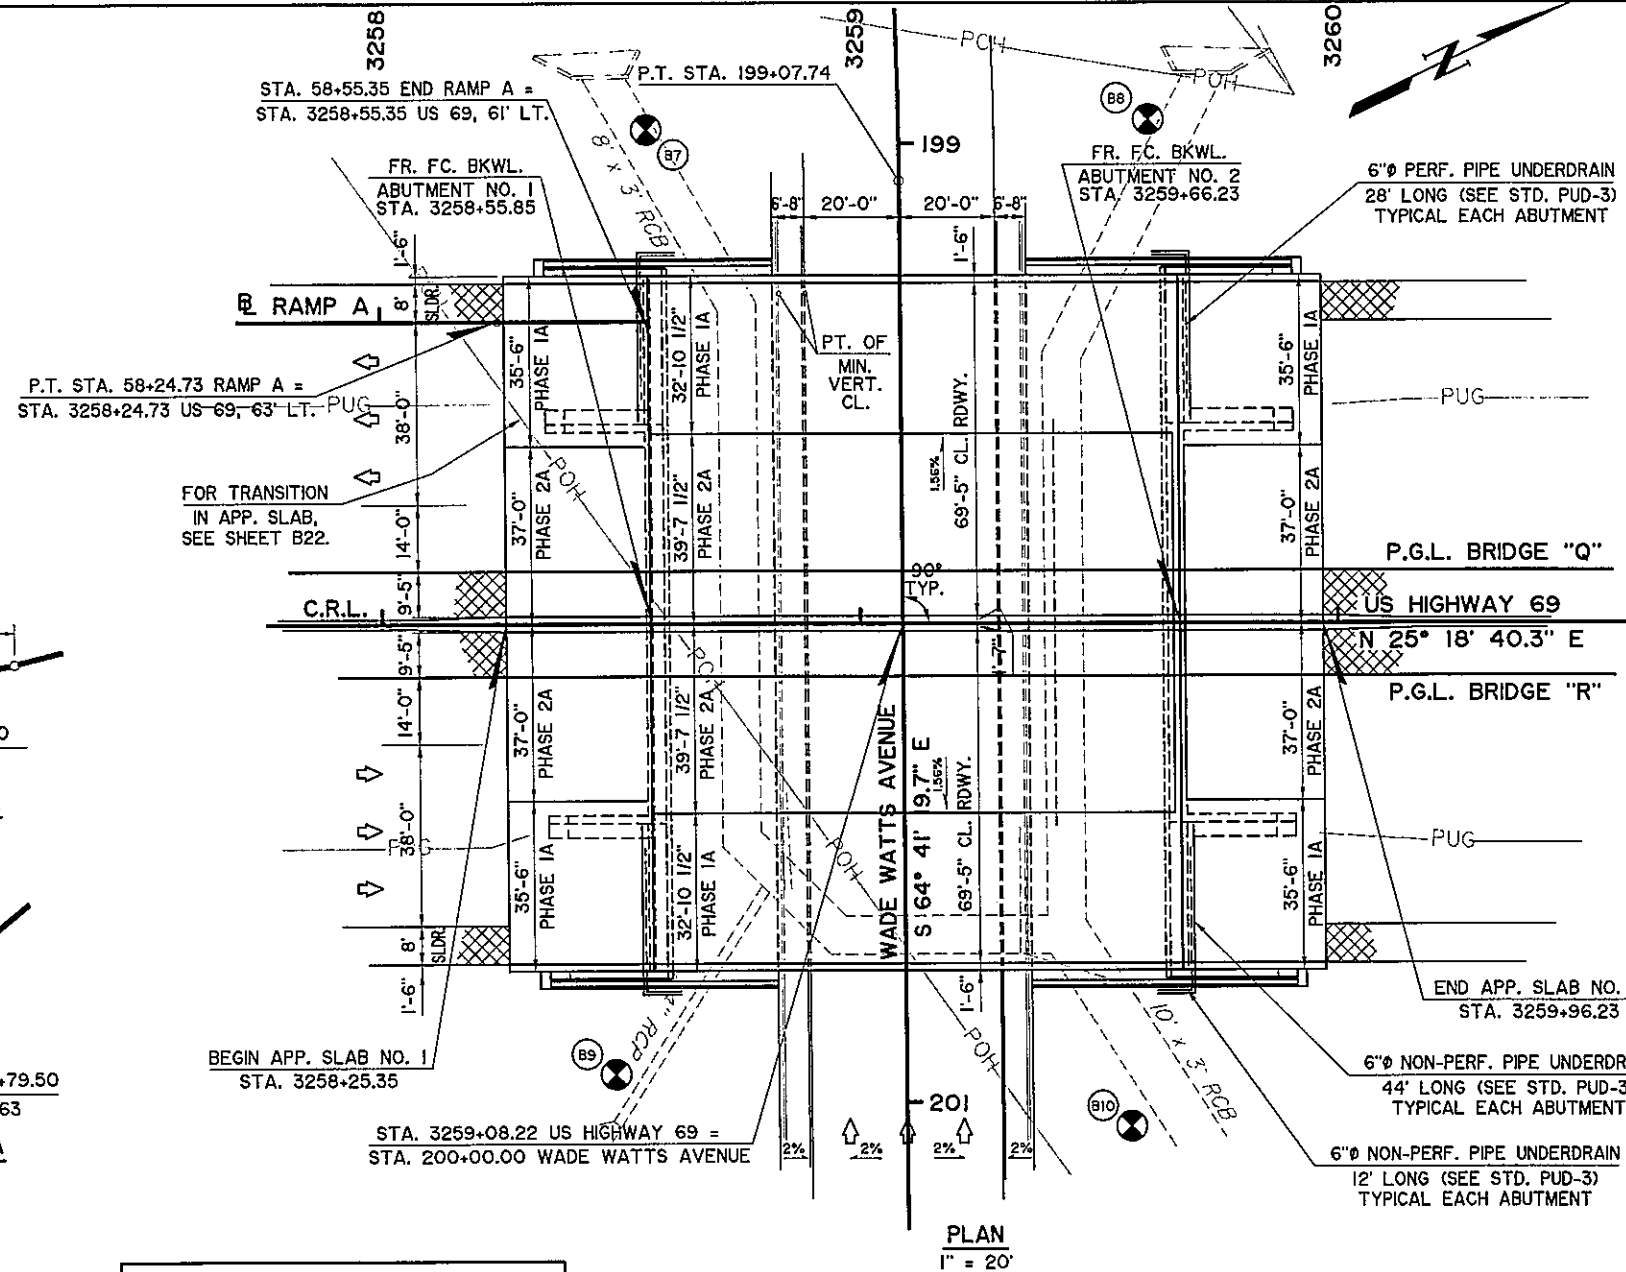 3258
3259
3260
STA. 58+55.35 END RAMP A =
STA. 3258+55.35 US 69, 61' LT.
P.T. STA. 199+07.74
POH
POH
B8
B7
199
8' x 3' RCB
FR. FC. BKWL.
ABUTMENT NO. 1
STA. 3258+55.85
FR. FC. BKWL.
ABUTMENT NO. 2
STA. 3259+66.23
6"ø PERF. PIPE UNDERDRAIN
28' LONG (SEE STD. PUD-3)
TYPICAL EACH ABUTMENT
6'-8" 20'-0" 20'-0" 6'-8"
1'-6"
1'-6"
8'
SLDR.
B̲L RAMP A
35'-6"
PHASE 1A
32'-10 1/2"
PHASE 1A
PT. OF
MIN.
VERT.
CL.
35'-6"
PHASE 1A
P.T. STA. 58+24.73 RAMP A =
STA. 3258+24.73 US 69, 63' LT.
PUG
38'-0"
PUG
FOR TRANSITION
IN APP. SLAB,
SEE SHEET B22.
POH
14'-0"
37'-0"
PHASE 2A
39'-7 1/2"
PHASE 2A
1.56%
69'-5" CL. RDWY.
37'-0"
PHASE 2A
P.G.L. BRIDGE "Q"
90°
TYP.
9'-5"
C.R.L.
US HIGHWAY 69
N 25° 18' 40.3" E
9'-5"
P.G.L. BRIDGE "R"
14'-0"
37'-0"
PHASE 2A
39'-7 1/2"
PHASE 2A
WADE WATTS AVENUE
S 64° 41' 19.7" E
1.56%
69'-5" CL. RDWY.
37'-0"
PHASE 2A
38'-0"
PUG
POH
PUG
35'-6"
PHASE 1A
32'-10 1/2"
PHASE 1A
35'-6"
PHASE 1A
8'
SLDR.
1'-6"
1'-6"
END APP. SLAB NO.
STA. 3259+96.23
BEGIN APP. SLAB NO. 1
STA. 3258+25.35
B9
RCP
POH
10' x 3' RCB
6"ø NON-PERF. PIPE UNDERDR
44' LONG (SEE STD. PUD-3
TYPICAL EACH ABUTMENT
+79.50
63
A
201
B10
STA. 3259+08.22 US HIGHWAY 69 =
STA. 200+00.00 WADE WATTS AVENUE
2% 2% 2% 2%
6"ø NON-PERF. PIPE UNDERDRAIN
12' LONG (SEE STD. PUD-3)
TYPICAL EACH ABUTMENT
PLAN
1" = 20'